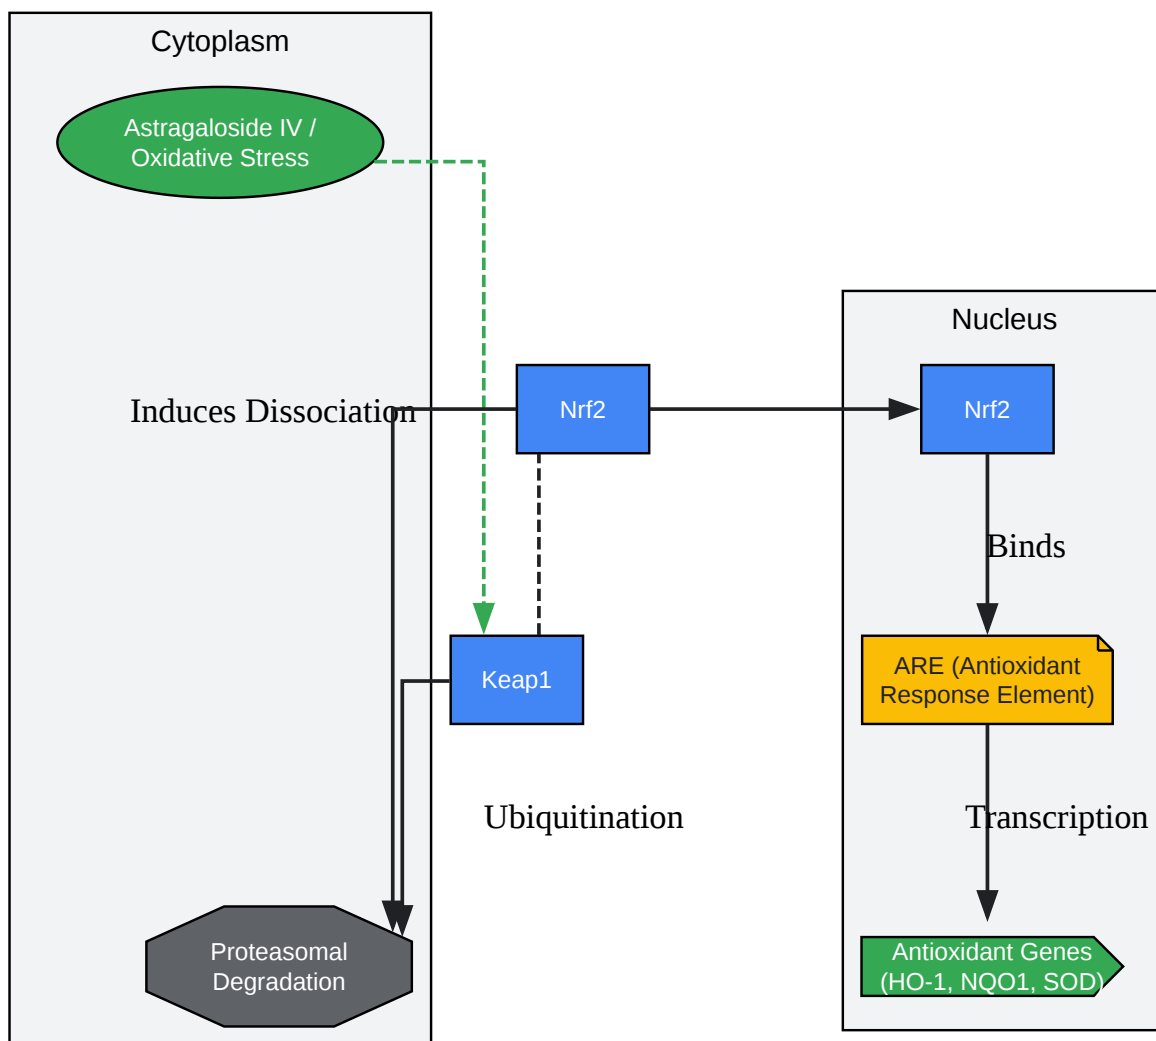 Cytoplasm
Astragaloside IV /
Oxidative Stress
Nucleus
Induces Dissociation
Nrf2
Nrf2
Binds
Keap1
ARE (Antioxidant
Response Element)
Ubiquitination
Transcription
Proteasomal
Degradation
Antioxidant Genes
(HO-1, NQO1, SOD)